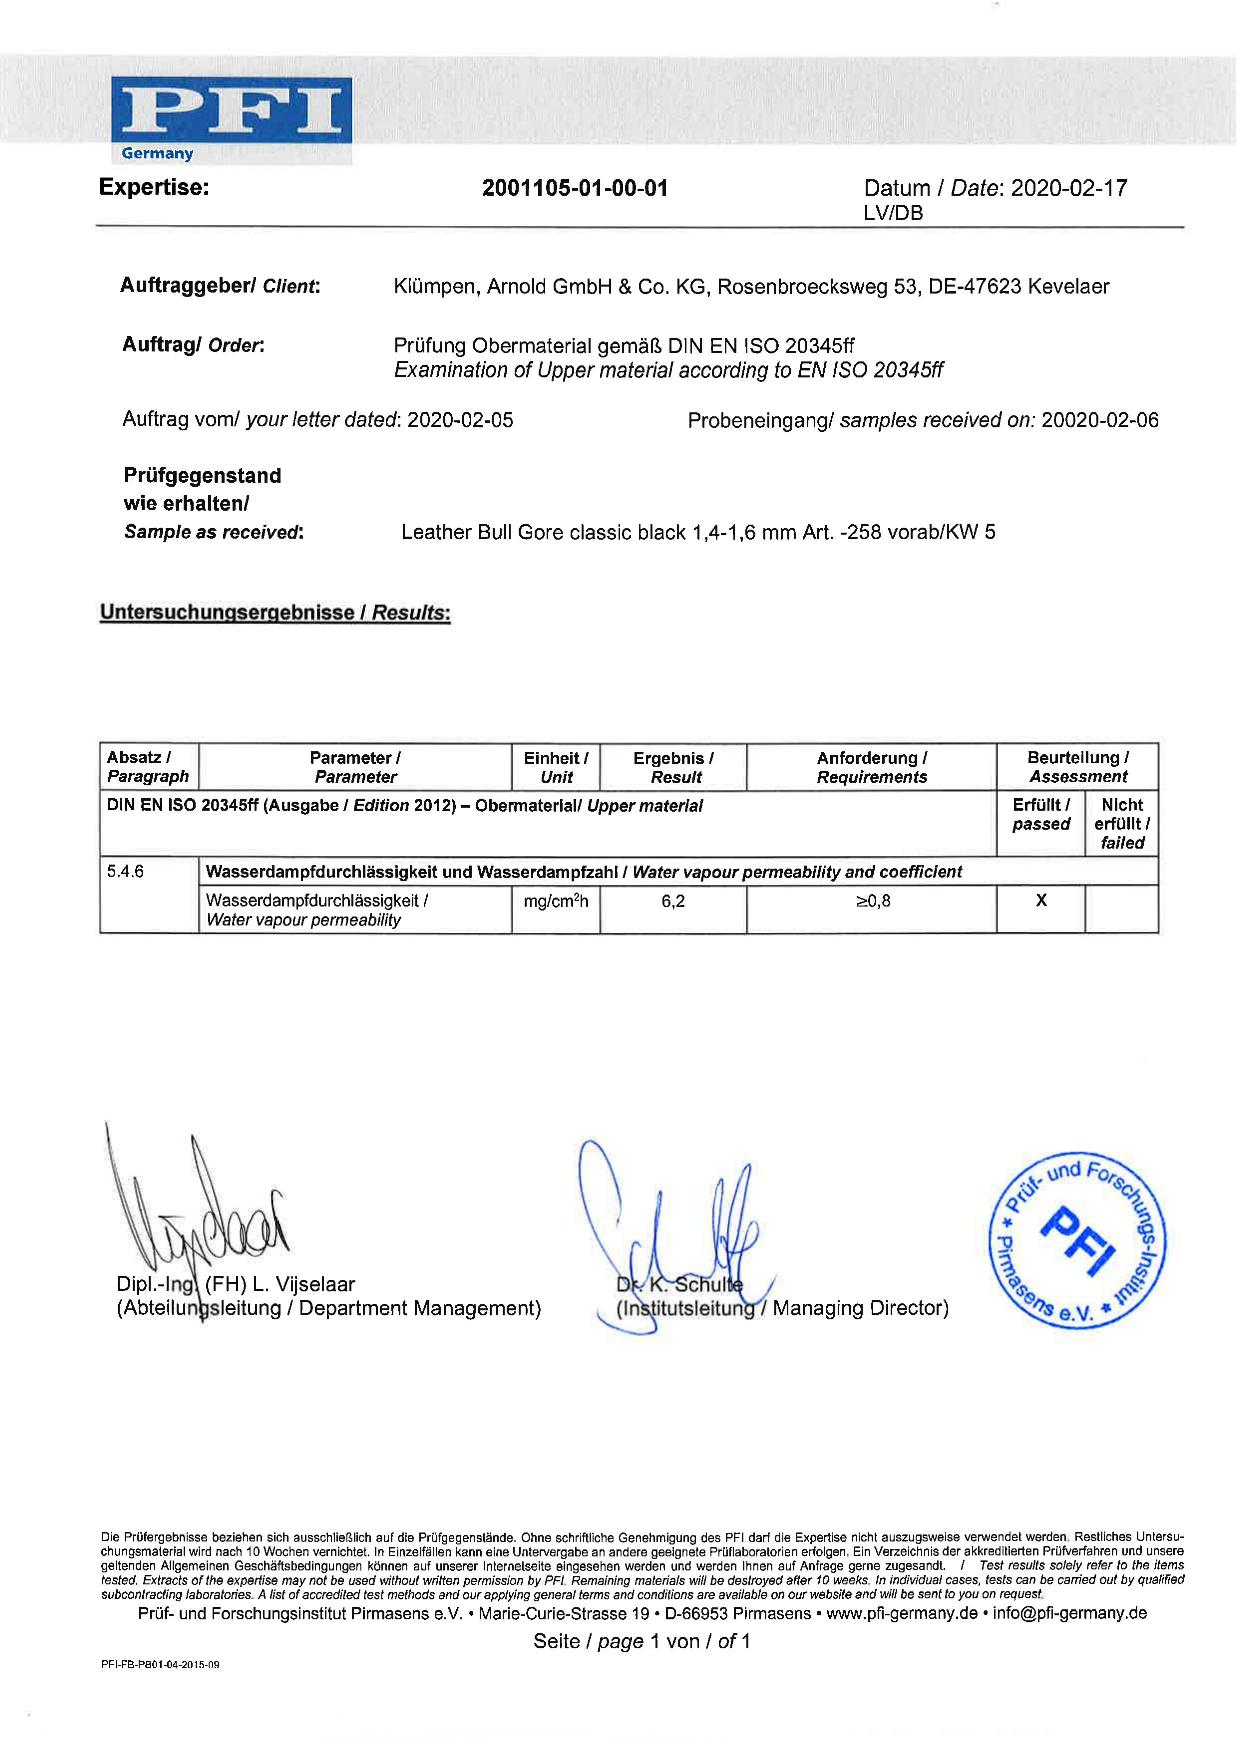 PFI
Germany
Expertise: 2001105-01-00-01 Datum / Date: 2020-02-17
LV/DB
Auftraggeber/ Client: Klümpen, Arnold GmbH & Co. KG, Rosenbroecksweg 53, DE-47623 Kevelaer
Auftrag/ Order: Prüfung Obermaterial gemäß DIN EN ISO 20345ff
Examination of Upper material according to EN ISO 20345ff
Auftrag vom/ your letter dated: 2020-02-05 Probeneingang/ samples received on: 20020-02-06
Prüfgegenstand
wie erhalten/
Sample as received: Leather Bull Gore classic black 1,4-1,6 mm Art. -258 vorab/KW 5
Untersuchungsergebnisse / Results:
Absatz / Parameter / Einheit / Ergebnis / Anforderung / Beurteilung /
Paragraph Parameter Unit Result Requirements Assessment
DIN EN ISO 20345ff (Ausgabe / Edition 2012) – Obermaterial/ Upper material Erfüllt / Nicht
passed erfüllt /
failed
5.4.6 Wasserdampfdurchlässigkeit und Wasserdampfzahl / Water vapour permeability and coefficient
Wasserdampfdurchlässigkeit / mg/cm²h 6,2 ≥0,8 X
Water vapour permeability
Prüf- und Forschungs-Institut * Pirmasens e.V. *
PFI
Dipl.-Ing. (FH) L. Vijselaar Dr. K. Schulte
(Abteilungsleitung / Department Management) (Institutsleitung / Managing Director)
Die Prüfergebnisse beziehen sich ausschließlich auf die Prüfgegenstände. Ohne schriftliche Genehmigung des PFI darf die Expertise nicht auszugsweise verwendet werden. Restliches Untersu-
chungsmaterial wird nach 10 Wochen vernichtet. In Einzelfällen kann eine Untervergabe an andere geeignete Prüflaboratorien erfolgen. Ein Verzeichnis der akkreditierten Prüfverfahren und unsere
geltenden Allgemeinen Geschäftsbedingungen können auf unserer Internetseite eingesehen werden und werden Ihnen auf Anfrage gerne zugesandt. / Test results solely refer to the items
tested. Extracts of the expertise may not be used without written permission by PFI. Remaining materials will be destroyed after 10 weeks. In individual cases, tests can be carried out by qualified
subcontracting laboratories. A list of accredited test methods and our applying general terms and conditions are available on our website and will be sent to you on request.
Prüf- und Forschungsinstitut Pirmasens e.V. • Marie-Curie-Strasse 19 • D-66953 Pirmasens • www.pfi-germany.de • info@pfi-germany.de
Seite / page 1 von / of 1
PFI-FB-P801-04-2015-09